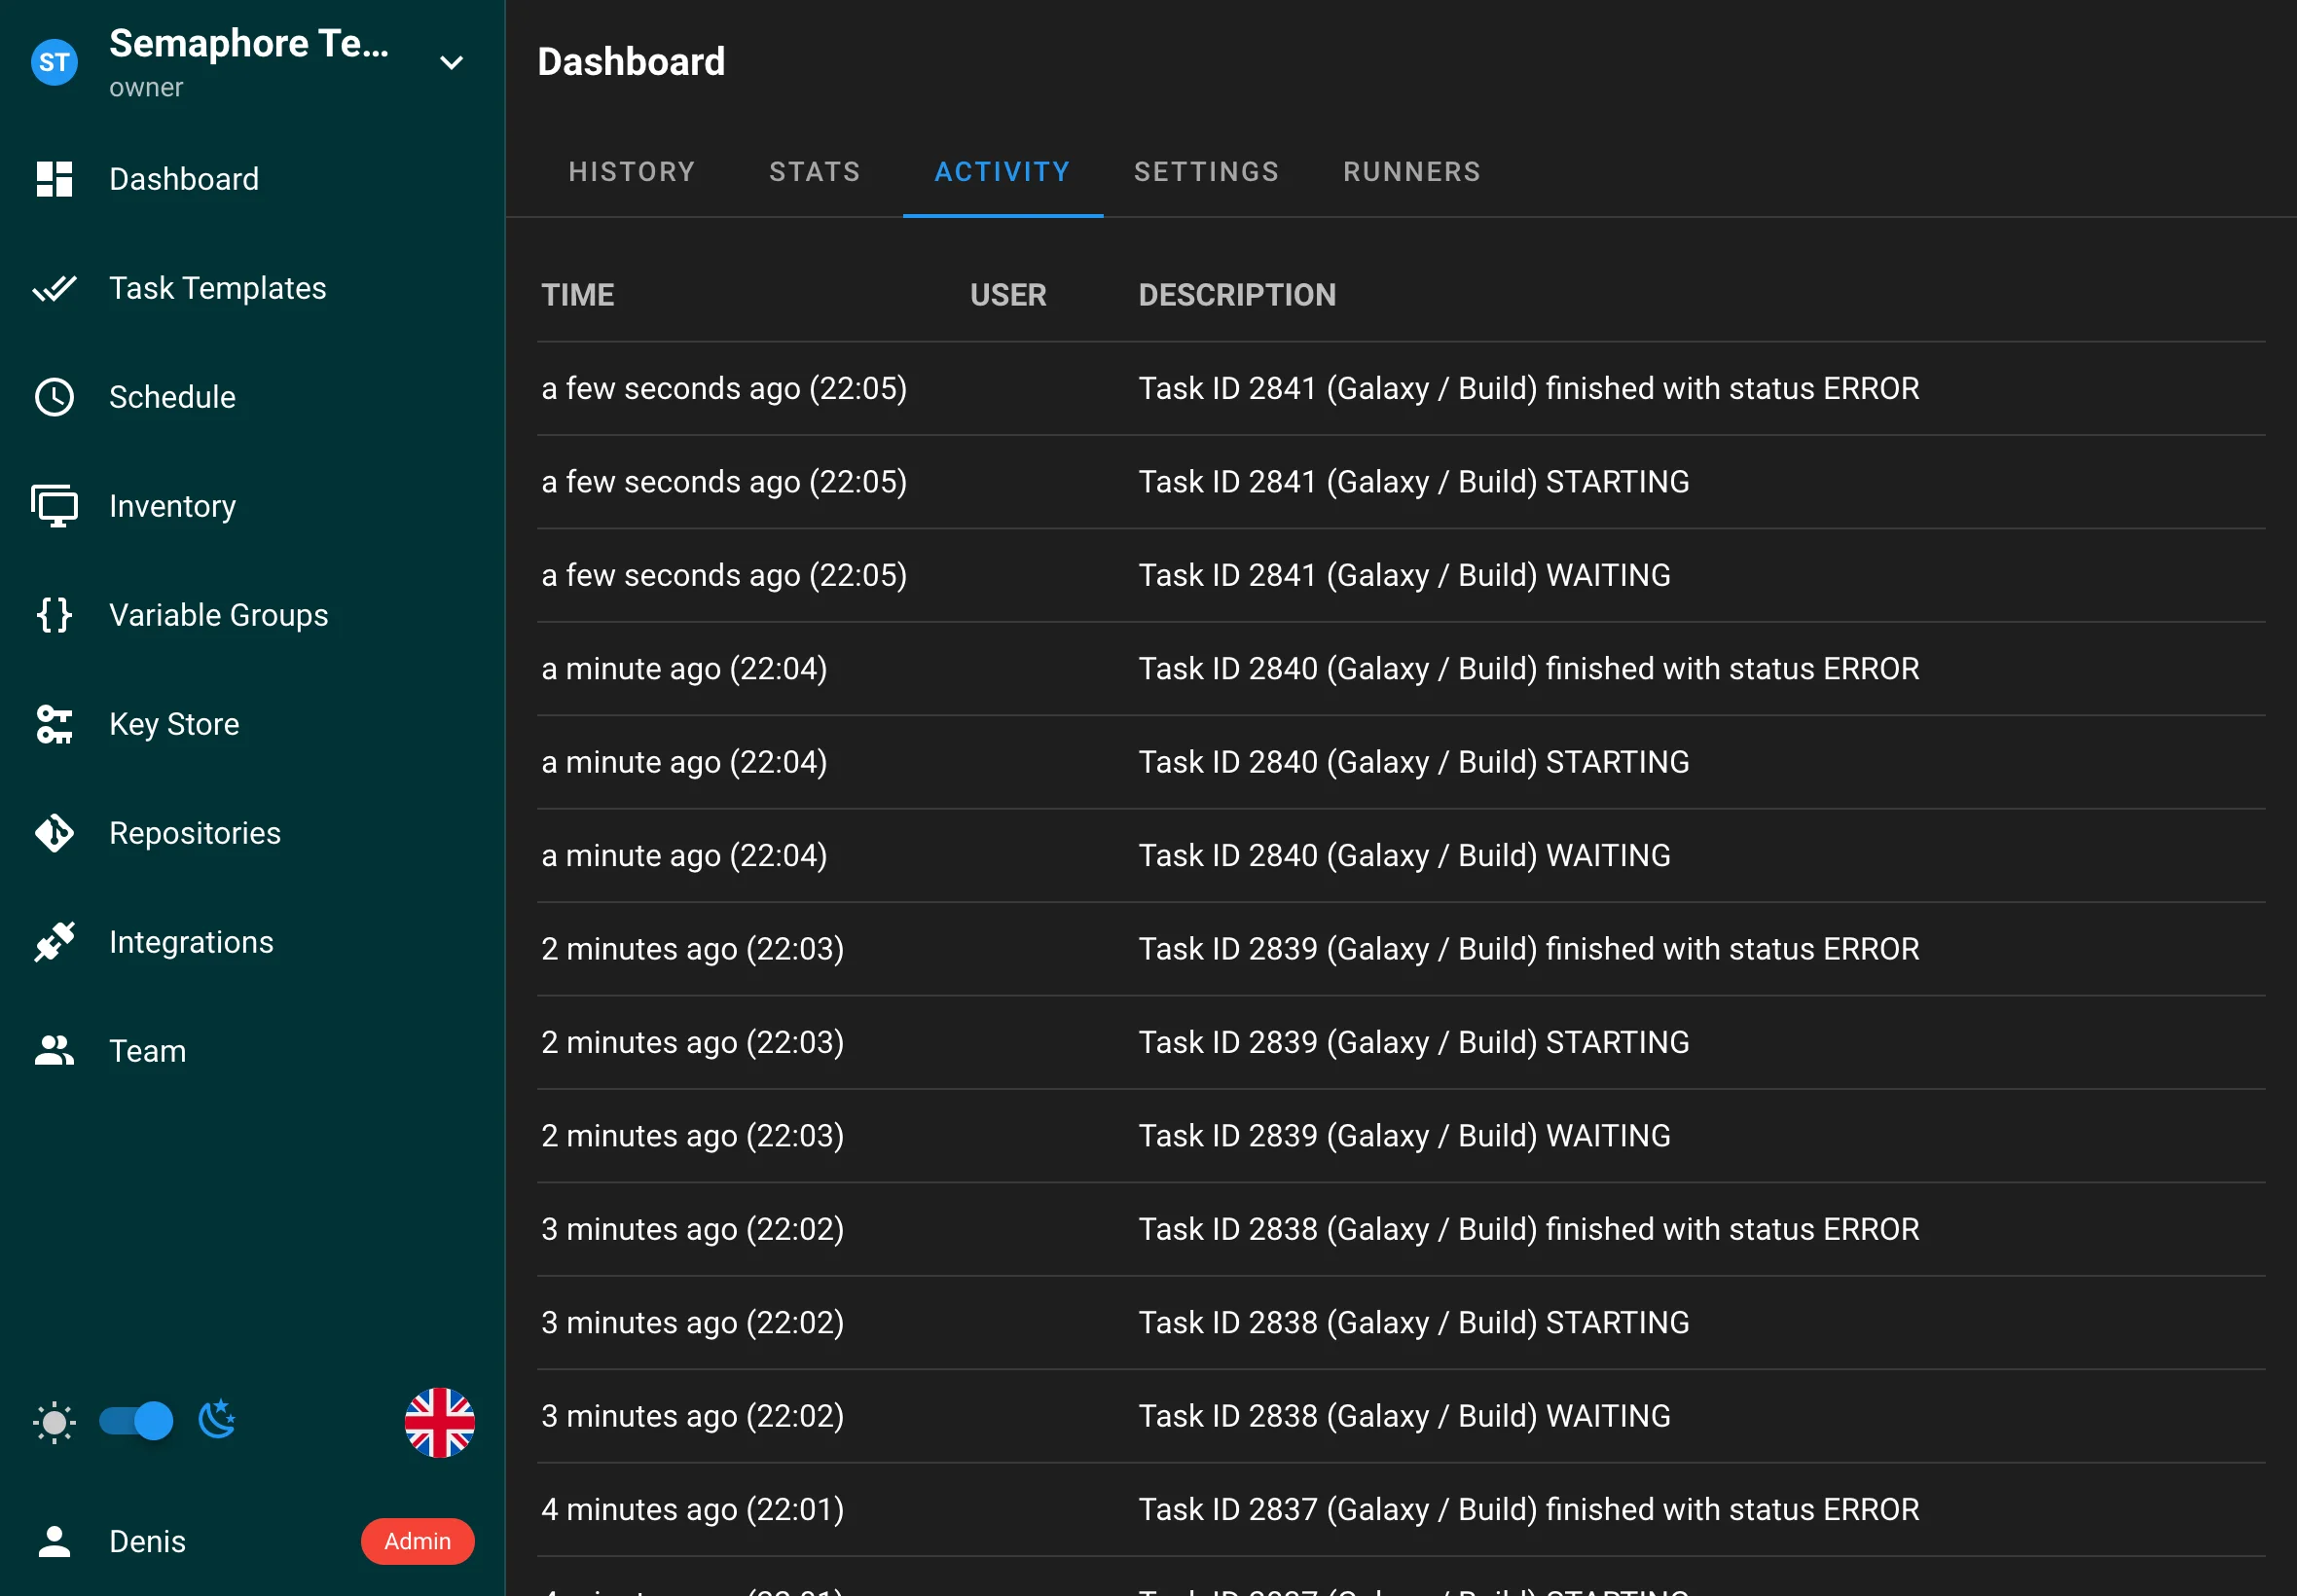 ST
Semaphore Te...
owner
Dashboard
Task Templates
Schedule
Inventory
Variable Groups
Key Store
Repositories
Integrations
Team
Denis
Admin
Dashboard
HISTORY STATS ACTIVITY SETTINGS RUNNERS
TIME USER DESCRIPTION
a few seconds ago (22:05) Task ID 2841 (Galaxy / Build) finished with status ERROR
a few seconds ago (22:05) Task ID 2841 (Galaxy / Build) STARTING
a few seconds ago (22:05) Task ID 2841 (Galaxy / Build) WAITING
a minute ago (22:04) Task ID 2840 (Galaxy / Build) finished with status ERROR
a minute ago (22:04) Task ID 2840 (Galaxy / Build) STARTING
a minute ago (22:04) Task ID 2840 (Galaxy / Build) WAITING
2 minutes ago (22:03) Task ID 2839 (Galaxy / Build) finished with status ERROR
2 minutes ago (22:03) Task ID 2839 (Galaxy / Build) STARTING
2 minutes ago (22:03) Task ID 2839 (Galaxy / Build) WAITING
3 minutes ago (22:02) Task ID 2838 (Galaxy / Build) finished with status ERROR
3 minutes ago (22:02) Task ID 2838 (Galaxy / Build) STARTING
3 minutes ago (22:02) Task ID 2838 (Galaxy / Build) WAITING
4 minutes ago (22:01) Task ID 2837 (Galaxy / Build) finished with status ERROR